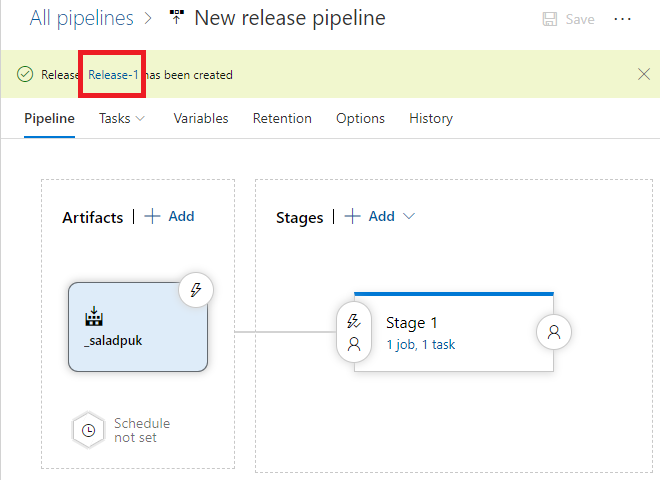 All pipelines > New release pipeline Save ...
Release Release-1 has been created
Pipeline Tasks Variables Retention Options History
Artifacts | + Add
Stages | + Add
_saladpuk
Stage 1
1 job, 1 task
Schedule
not set